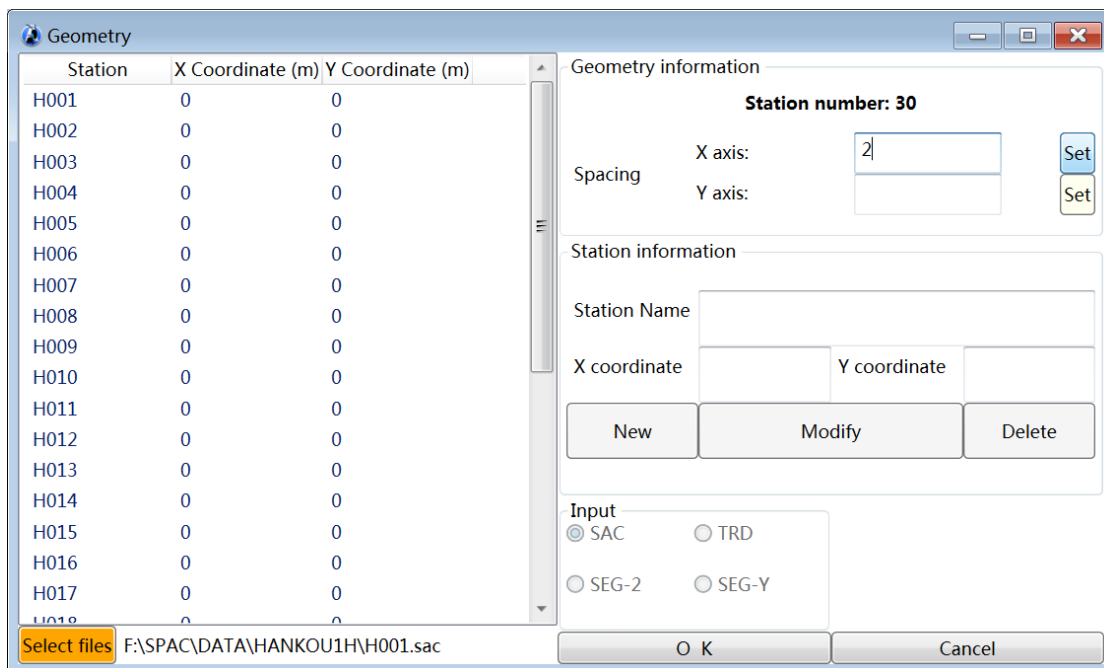 Geometry
Station X Coordinate (m) Y Coordinate (m)
H001 0 0
H002 0 0
H003 0 0
H004 0 0
H005 0 0
H006 0 0
H007 0 0
H008 0 0
H009 0 0
H010 0 0
H011 0 0
H012 0 0
H013 0 0
H014 0 0
H015 0 0
H016 0 0
H017 0 0
H018 0 0
Select files F:\SPAC\DATA\HANKOU1H\H001.sac
Geometry information
Station number: 30
Spacing
X axis: 2 Set
Y axis: Set
Station information
Station Name
X coordinate Y coordinate
New Modify Delete
Input
SAC TRD
SEG-2 SEG-Y
O K Cancel